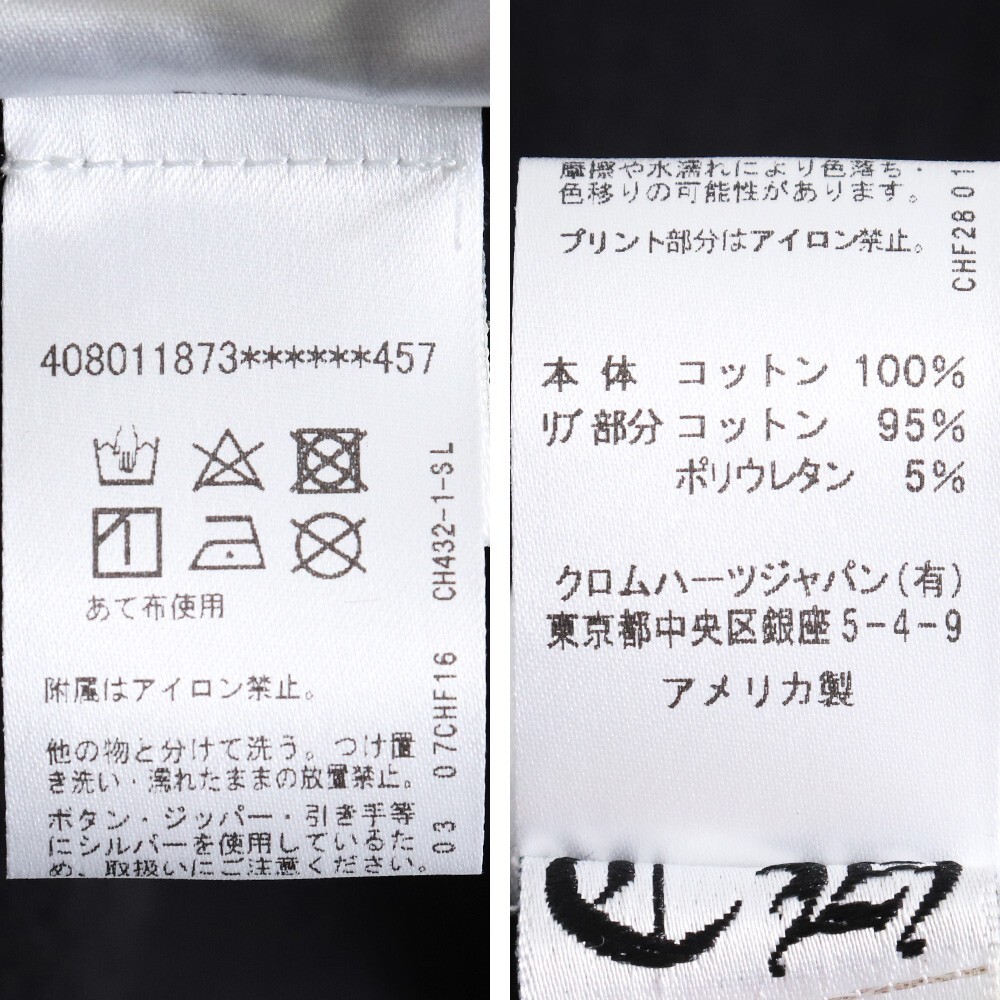 408011873******457
あて布使用
附属はアイロン禁止。
他の物と分けて洗う。つけ置
き洗い・濡れたままの放置禁止。
ボタン・ジッパー・引き手等
にシルバーを使用しているた
め、取扱いにご注意ください。
CH432-1-SL
03 07CHF16
摩擦や水濡れにより色落ち・
色移りの可能性があります。
プリント部分はアイロン禁止。
CHF28 01
本体 コットン 100%
リブ部分 コットン 95%
ポリウレタン 5%
クロムハーツジャパン(有)
東京都中央区銀座5-4-9
アメリカ製